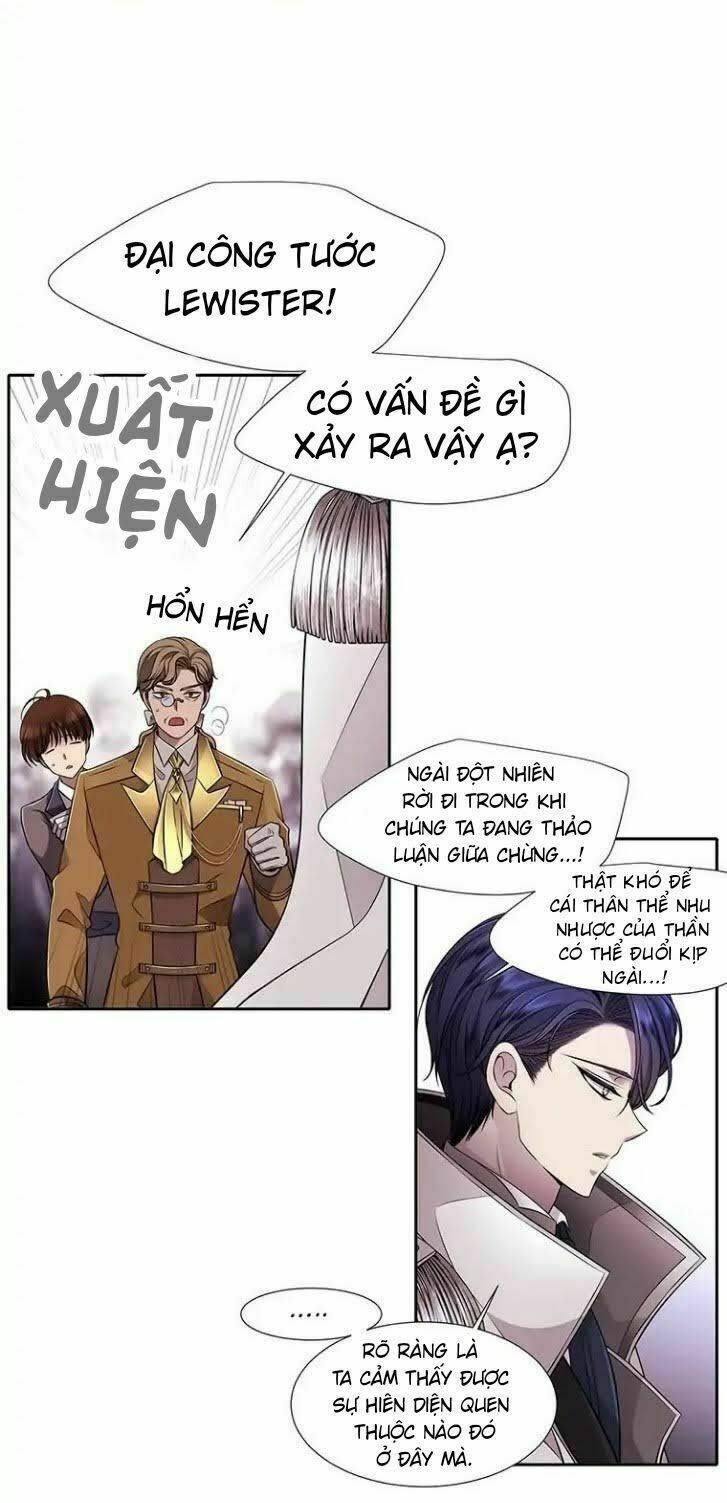 ĐẠI CÔNG TƯỚC
LEWISTER!
CÓ VẤN ĐỀ GÌ
XẢY RA VẬY Ạ?
XUẤT
HIỆN
HỔN HỂN
NGÀI ĐỘT NHIÊN
RỜI ĐI TRONG KHI
CHÚNG TA ĐANG THẢO
LUẬN GIỮA CHỪNG...!
THẬT KHÓ ĐỂ
CÁI THÂN THỂ NHU
NHƯỢC CỦA THẦN
CÓ THỂ ĐUỔI KỊP
NGÀI...!
.....
RÕ RÀNG LÀ
TA CẢM THẤY ĐƯỢC
SỰ HIÊN DIỆN QUEN
THUỘC NÀO ĐÓ
Ở ĐÂY MÀ.